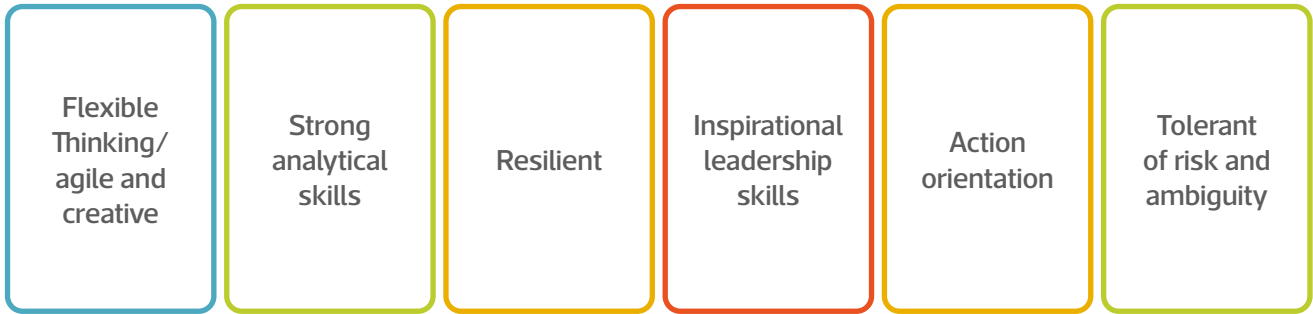 Flexible
Thinking/
agile and
creative
Strong
analytical
skills
Resilient
Inspirational
leadership
skills
Action
orientation
Tolerant
of risk and
ambiguity